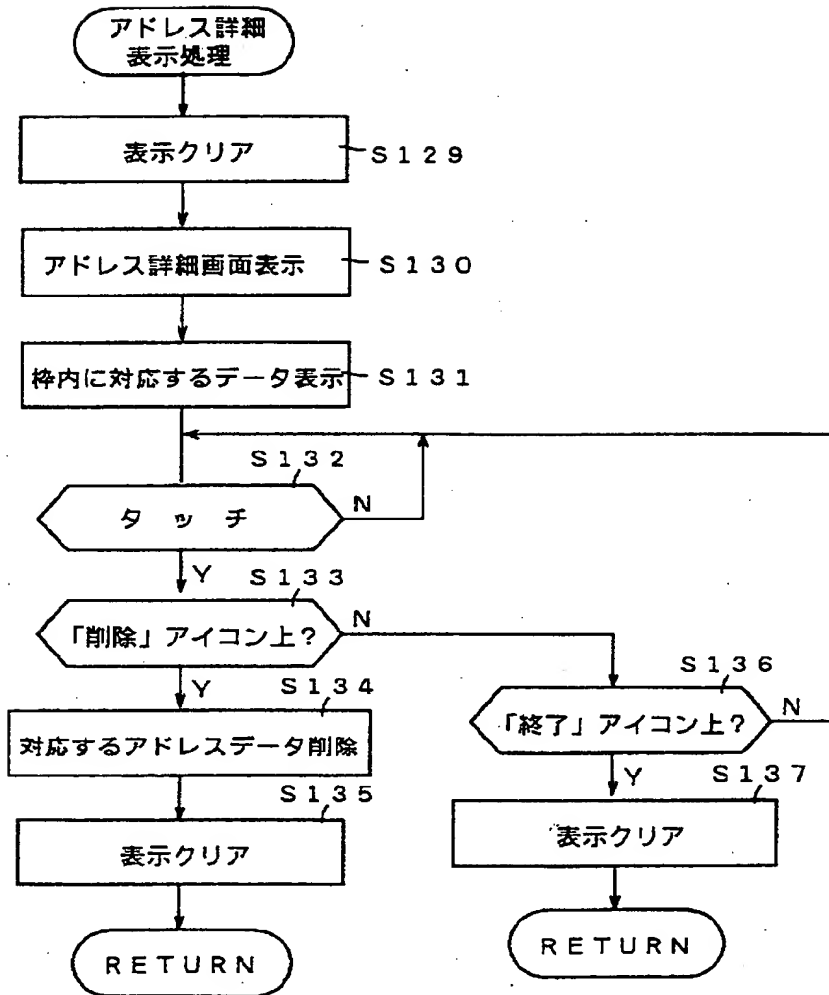 アドレス詳細
表示処理
表示クリア
S129
アドレス詳細画面表示
S130
枠内に対応するデータ表示
S131
S132
タッチ
N
Y
S133
「削除」アイコン上?
N
Y
S134
対応するアドレスデータ削除
S135
表示クリア
RETURN
S136
「終了」アイコン上?
N
Y
S137
表示クリア
RETURN